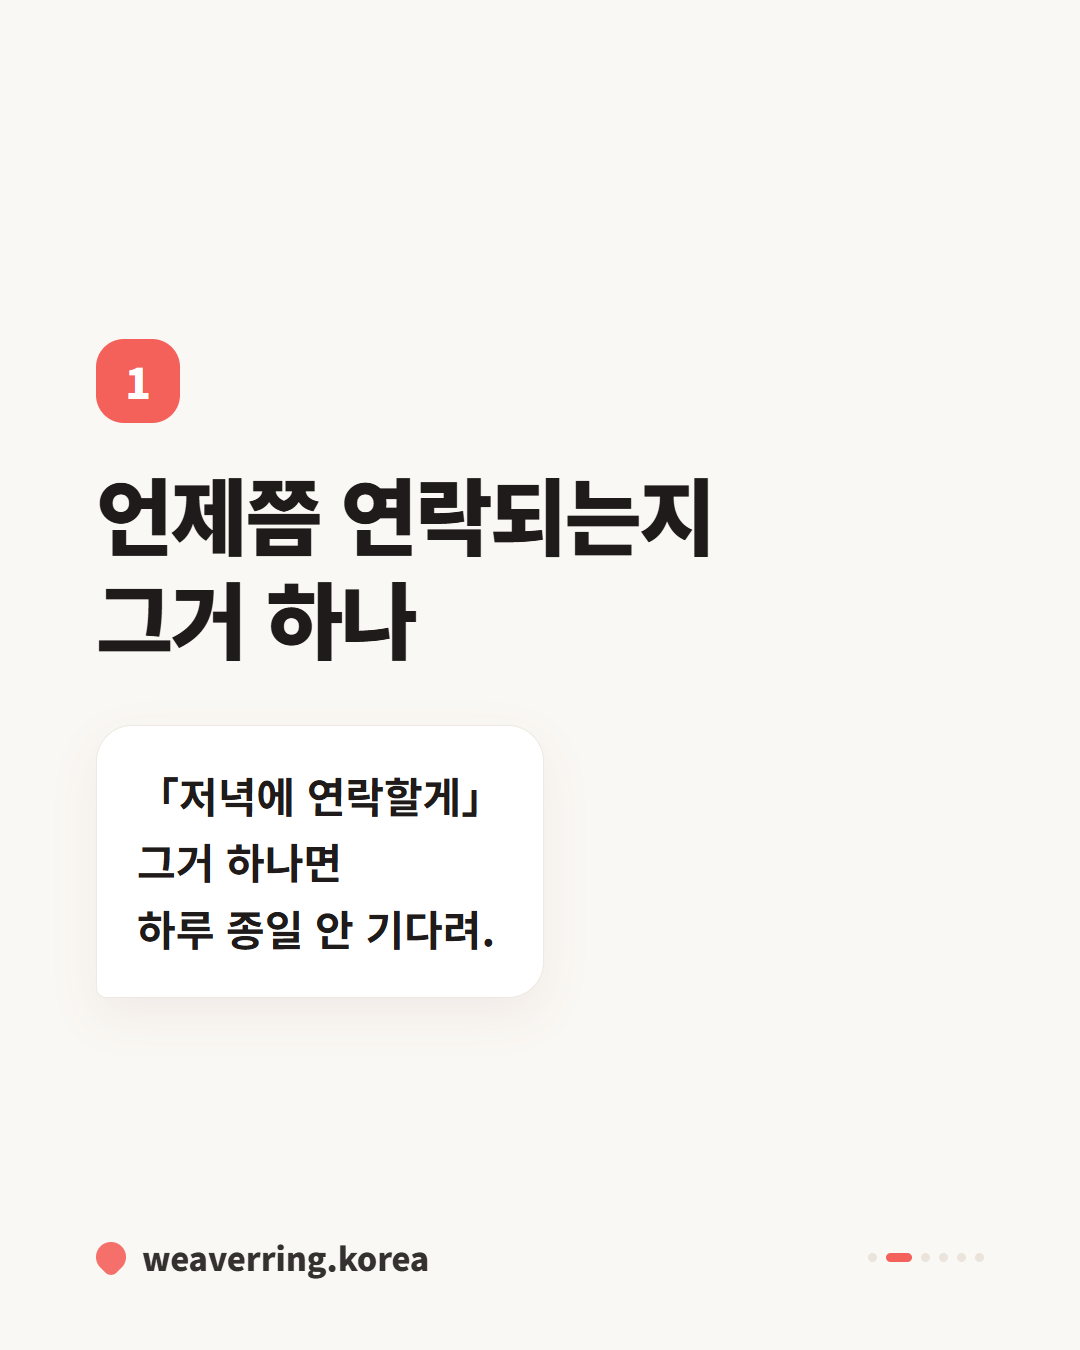 1
언제쯤 연락되는지
그거 하나
「저녁에 연락할게」
그거 하나면
하루 종일 안 기다려.
weaverring.korea